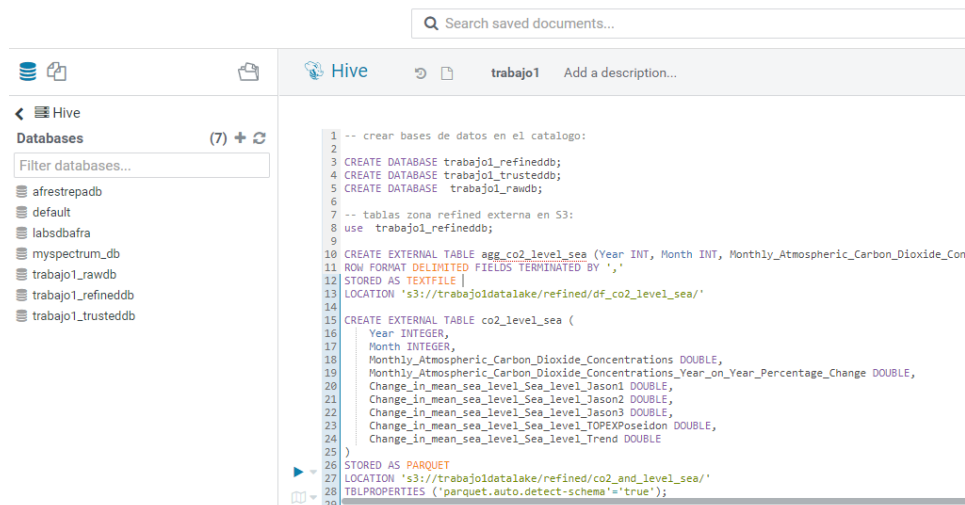 Search saved documents...
Hive
trabajo1
Add a description...
Hive
Databases (7)
Filter databases...
afrestrepadb
default
labsdbafra
myspectrum_db
trabajo1_rawdb
trabajo1_refineddb
trabajo1_trusteddb
1 -- crear bases de datos en el catalogo:
2
3 CREATE DATABASE trabajo1_refineddb;
4 CREATE DATABASE trabajo1_trusteddb;
5 CREATE DATABASE  trabajo1_rawdb;
6
7 -- tablas zona refined externa en S3:
8 use  trabajo1_refineddb;
9
10 CREATE EXTERNAL TABLE agg_co2_level_sea (Year INT, Month INT, Monthly_Atmospheric_Carbon_Dioxide_Con
11 ROW FORMAT DELIMITED FIELDS TERMINATED BY ','
12 STORED AS TEXTFILE
13 LOCATION 's3://trabajo1datalake/refined/df_co2_level_sea/'
14
15 CREATE EXTERNAL TABLE co2_level_sea (
16     Year INTEGER,
17     Month INTEGER,
18     Monthly_Atmospheric_Carbon_Dioxide_Concentrations DOUBLE,
19     Monthly_Atmospheric_Carbon_Dioxide_Concentrations_Year_on_Year_Percentage_Change DOUBLE,
20     Change_in_mean_sea_level_Sea_level_Jason1 DOUBLE,
21     Change_in_mean_sea_level_Sea_level_Jason2 DOUBLE,
22     Change_in_mean_sea_level_Sea_level_Jason3 DOUBLE,
23     Change_in_mean_sea_level_Sea_level_TOPEXPoseidon DOUBLE,
24     Change_in_mean_sea_level_Sea_level_Trend DOUBLE
25 )
26 STORED AS PARQUET
27 LOCATION 's3://trabajo1datalake/refined/co2_and_level_sea/'
28 TBLPROPERTIES ('parquet.auto.detect-schema'='true');
29